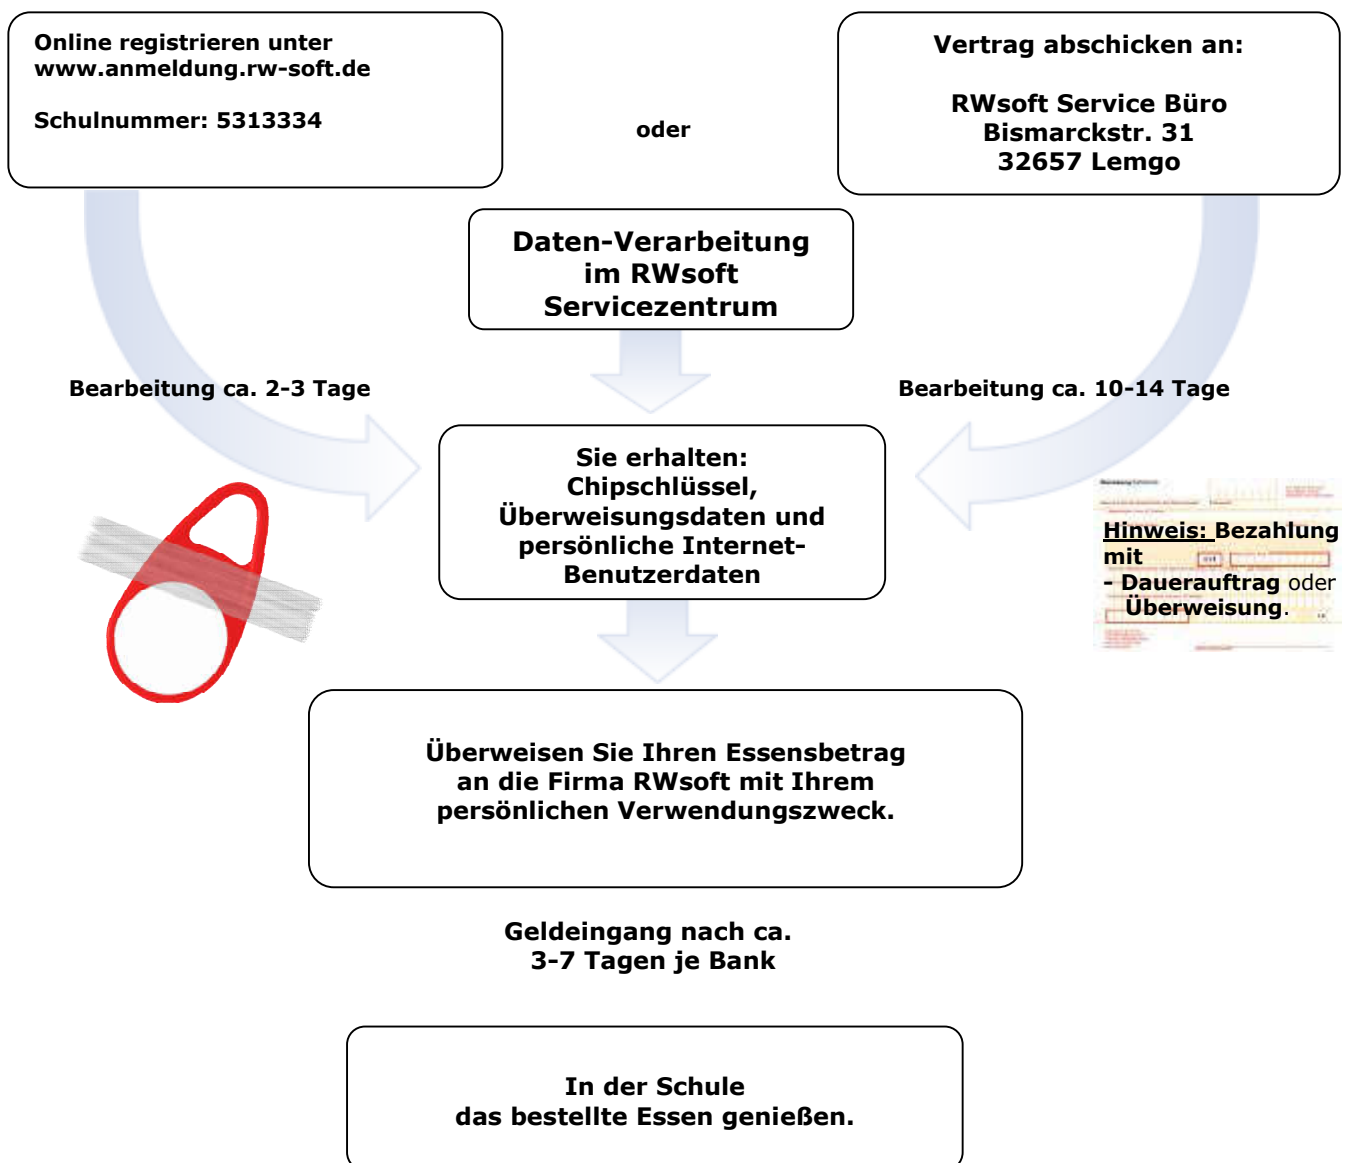 Online registrieren unter
www.anmeldung.rw-soft.de
Schulnummer: 5313334
oder
Vertrag abschicken an:
RWsoft Service Büro
Bismarckstr. 31
32657 Lemgo
Daten-Verarbeitung
im RWsoft
Servicezentrum
Bearbeitung ca. 2-3 Tage
Bearbeitung ca. 10-14 Tage
Sie erhalten:
Chipschlüssel,
Überweisungsdaten und
persönliche Internet-
Benutzerdaten
Hinweis: Bezahlung
mit
- Dauerauftrag oder
Überweisung.
Überweisen Sie Ihren Essensbetrag
an die Firma RWsoft mit Ihrem
persönlichen Verwendungszweck.
Geldeingang nach ca.
3-7 Tagen je Bank
In der Schule
das bestellte Essen genießen.